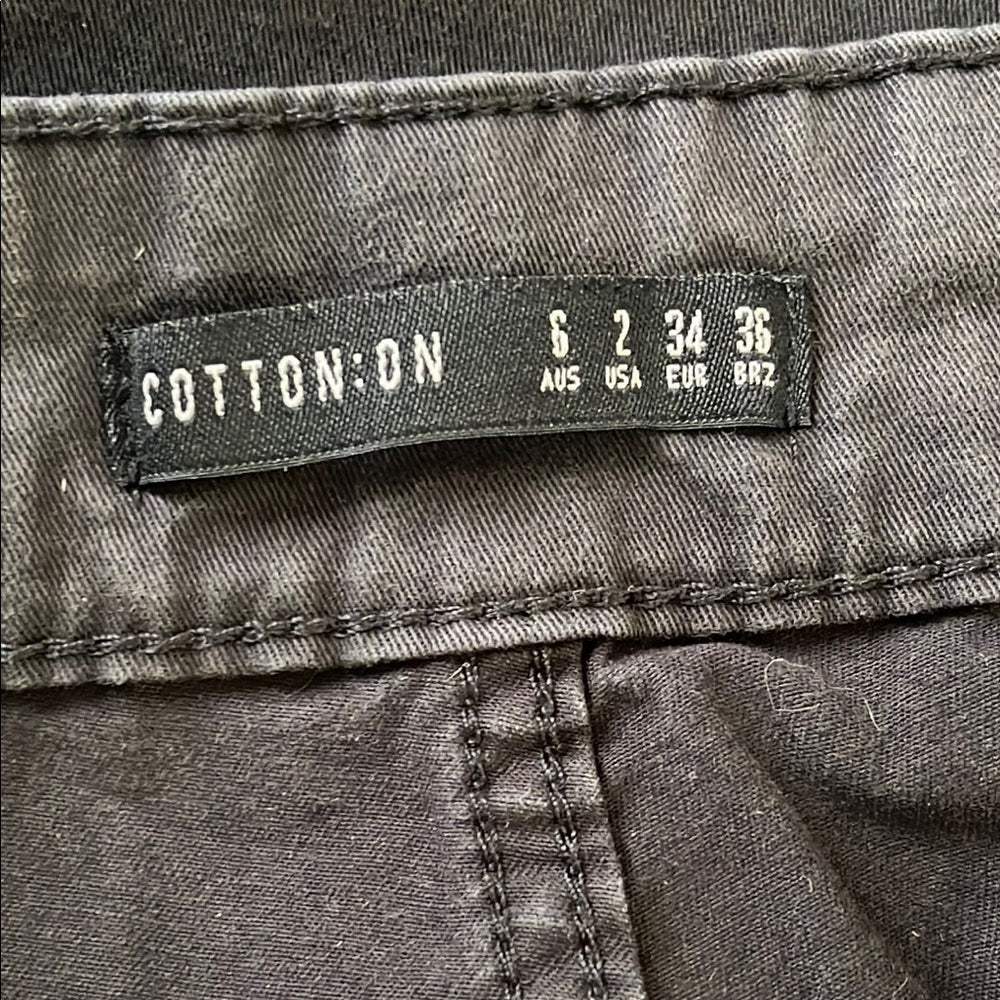 COTTON:ON 6 2 34 36
AUS USA EUR BRZ